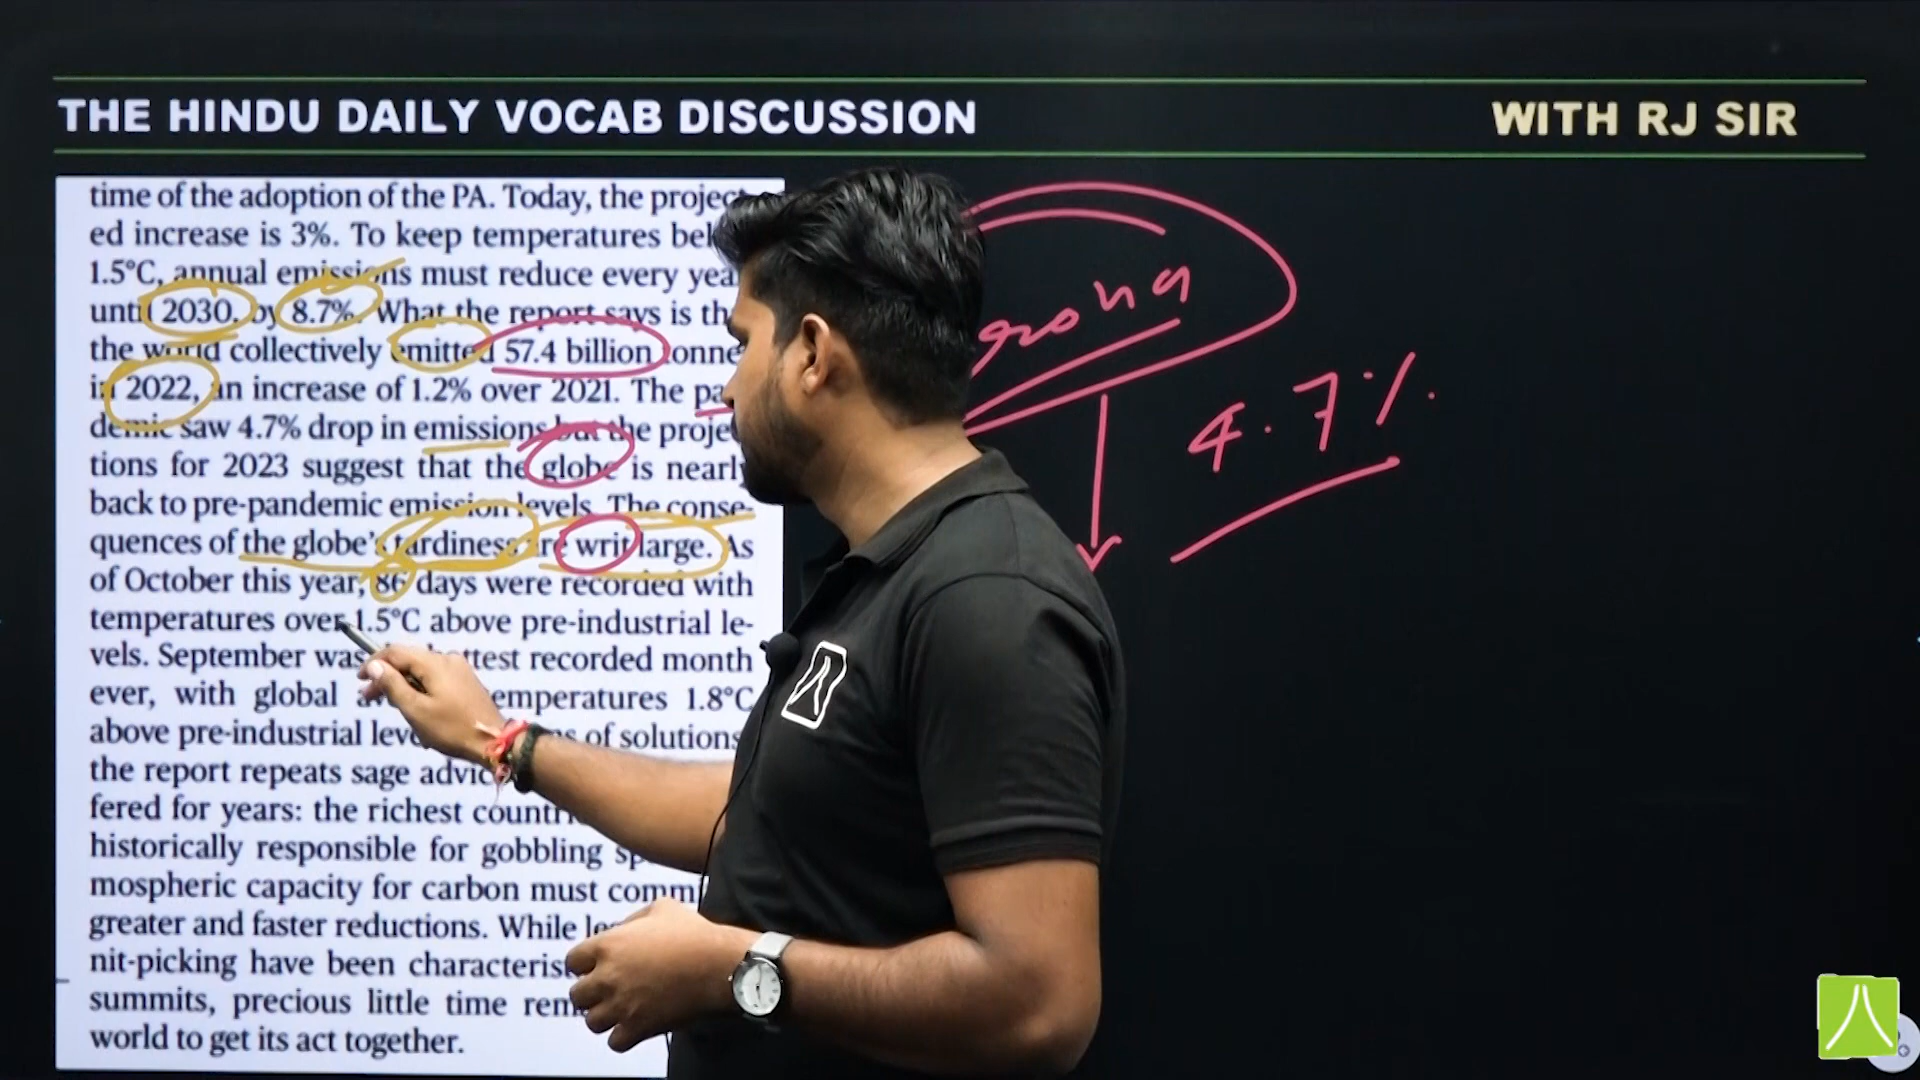 THE HINDU DAILY VOCAB DISCUSSION
WITH RJ SIR
time of the adoption of the PA. Today, the project-
ed increase is 3%. To keep temperatures bel
1.5°C, annual emissions must reduce every yea
until 2030, by 8.7%. What the report says is th
the world collectively emitted 57.4 billion tonne
in 2022, an increase of 1.2% over 2021. The pa
demic saw 4.7% drop in emissions but the projec
tions for 2023 suggest that the globe is nearly
back to pre-pandemic emission levels. The conse-
quences of the globe's tardiness are writ large. As
of October this year, 86 days were recorded with
temperatures over 1.5°C above pre-industrial le-
vels. September was hottest recorded month
ever, with global temperatures 1.8°C
above pre-industrial of solutions,
the report repeats sage advic
fered for years: the richest countri
historically responsible for gobbling sp
mospheric capacity for carbon must commi
greater and faster reductions. While le
nit-picking have been characterist
summits, precious little time rem
world to get its act together.
rona
4.7%